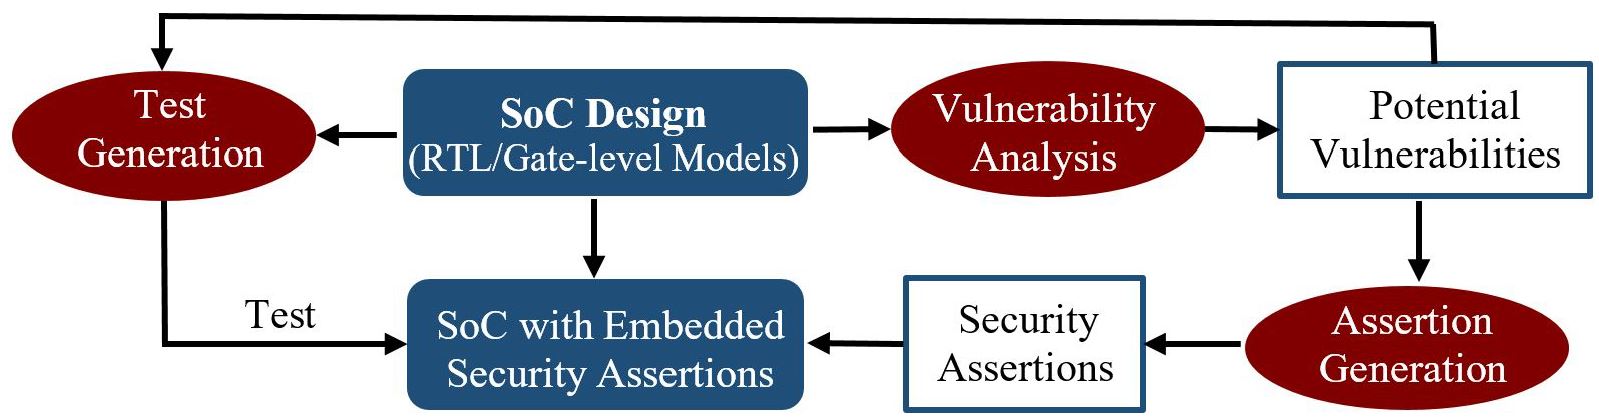 Test
Generation
SoC Design
(RTL/Gate-level Models)
Vulnerability
Analysis
Potential
Vulnerabilities
Test
SoC with Embedded
Security Assertions
Security
Assertions
Assertion
Generation